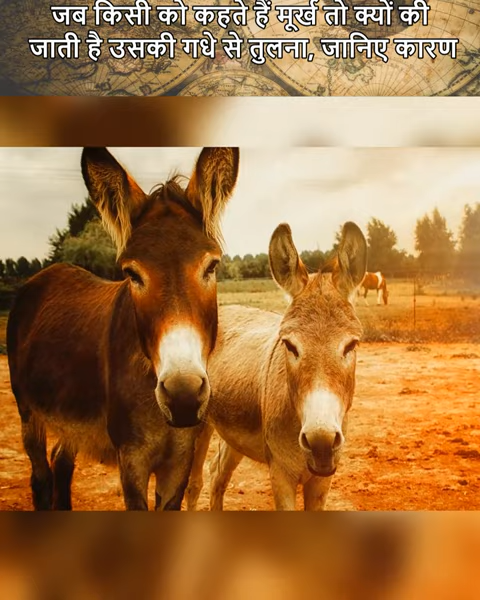 जब किसी को कहते हैं मूर्ख तो क्यों की
जाती है उसकी गधे से तुलना, जानिए कारण